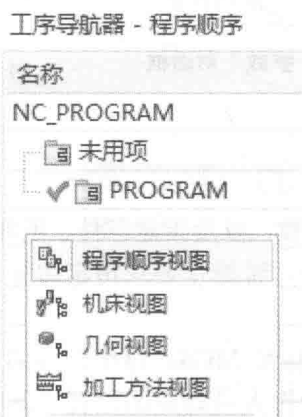 工序导航器 - 程序顺序
名称
NC_PROGRAM
未用项
PROGRAM
程序顺序视图
机床视图
几何视图
加工方法视图